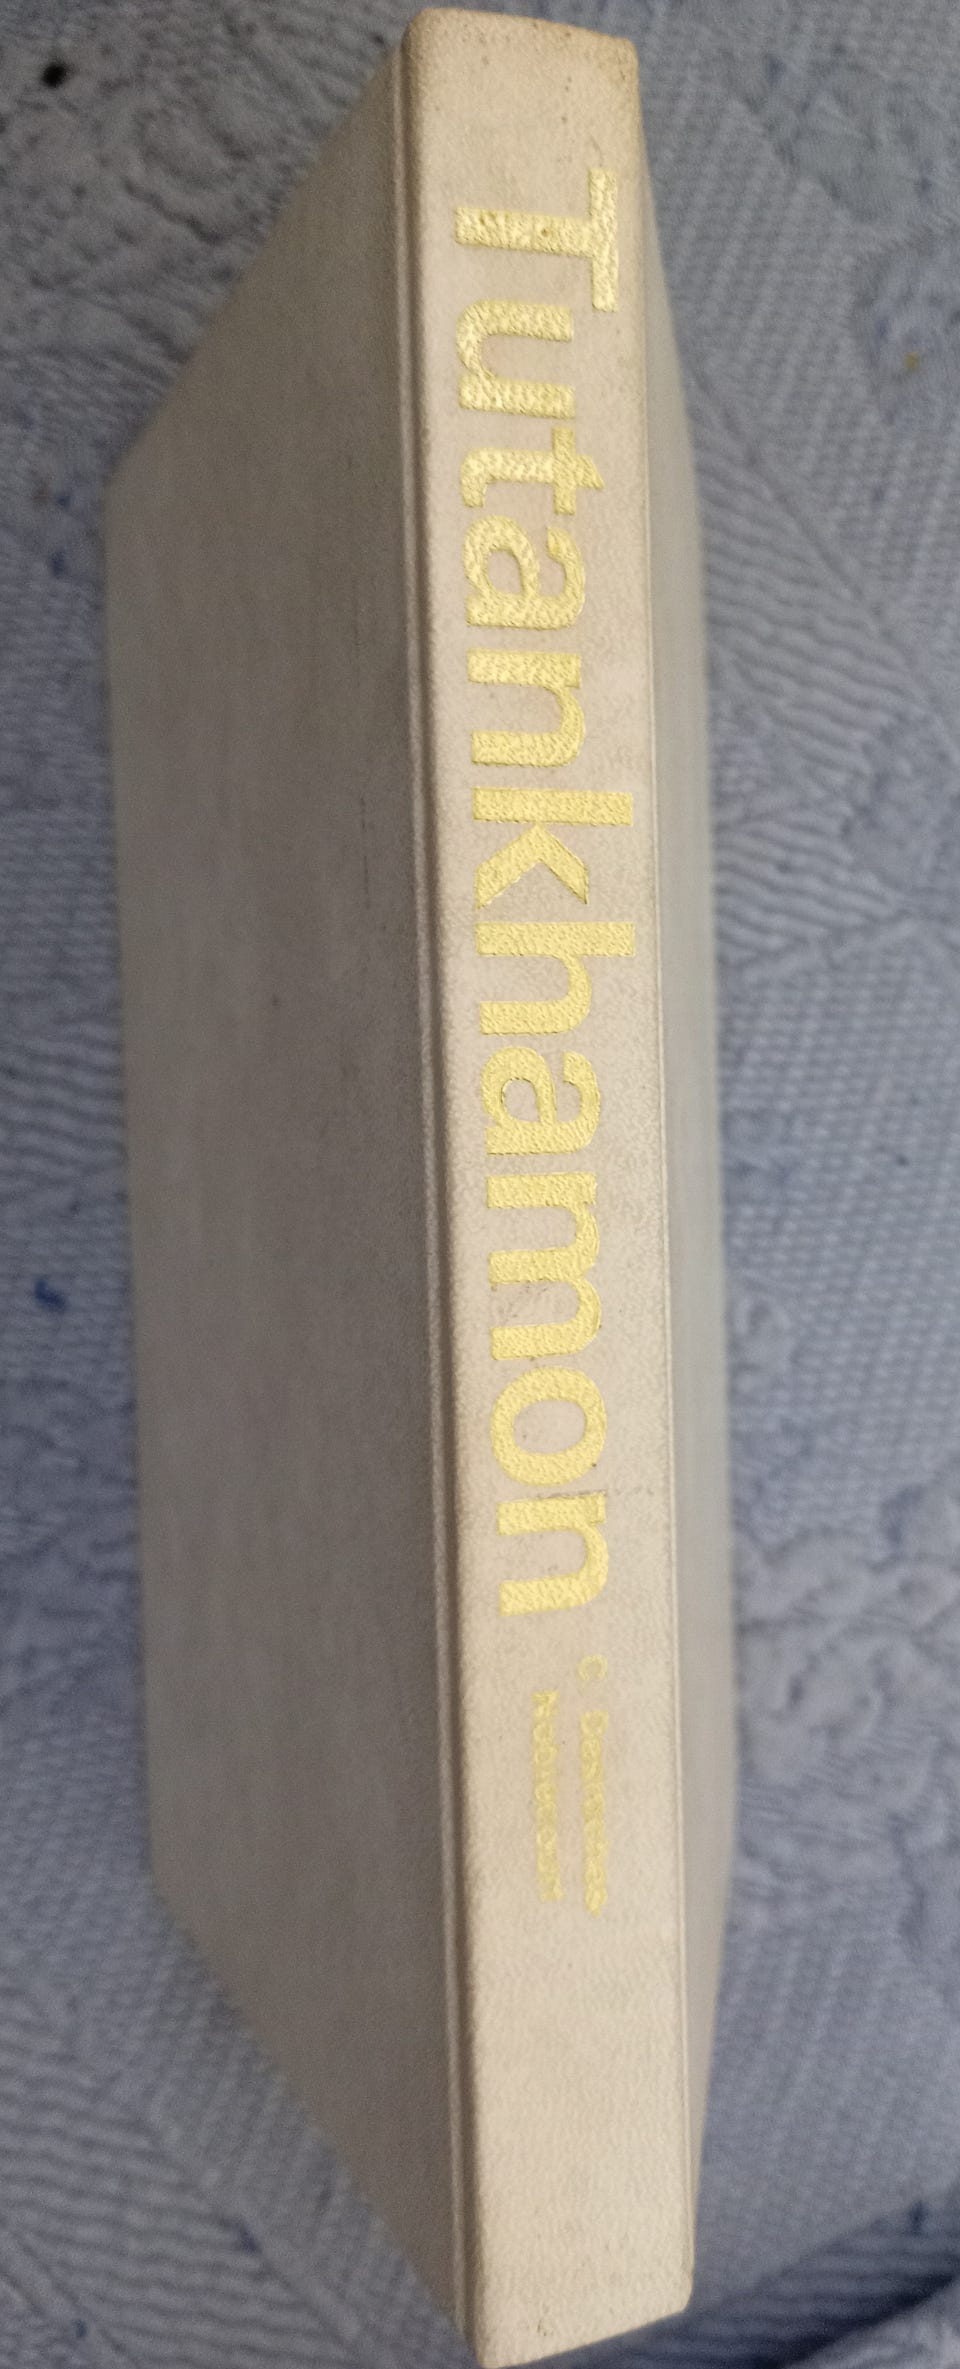 Tutankhamon
C. Desroches
Noblecourt